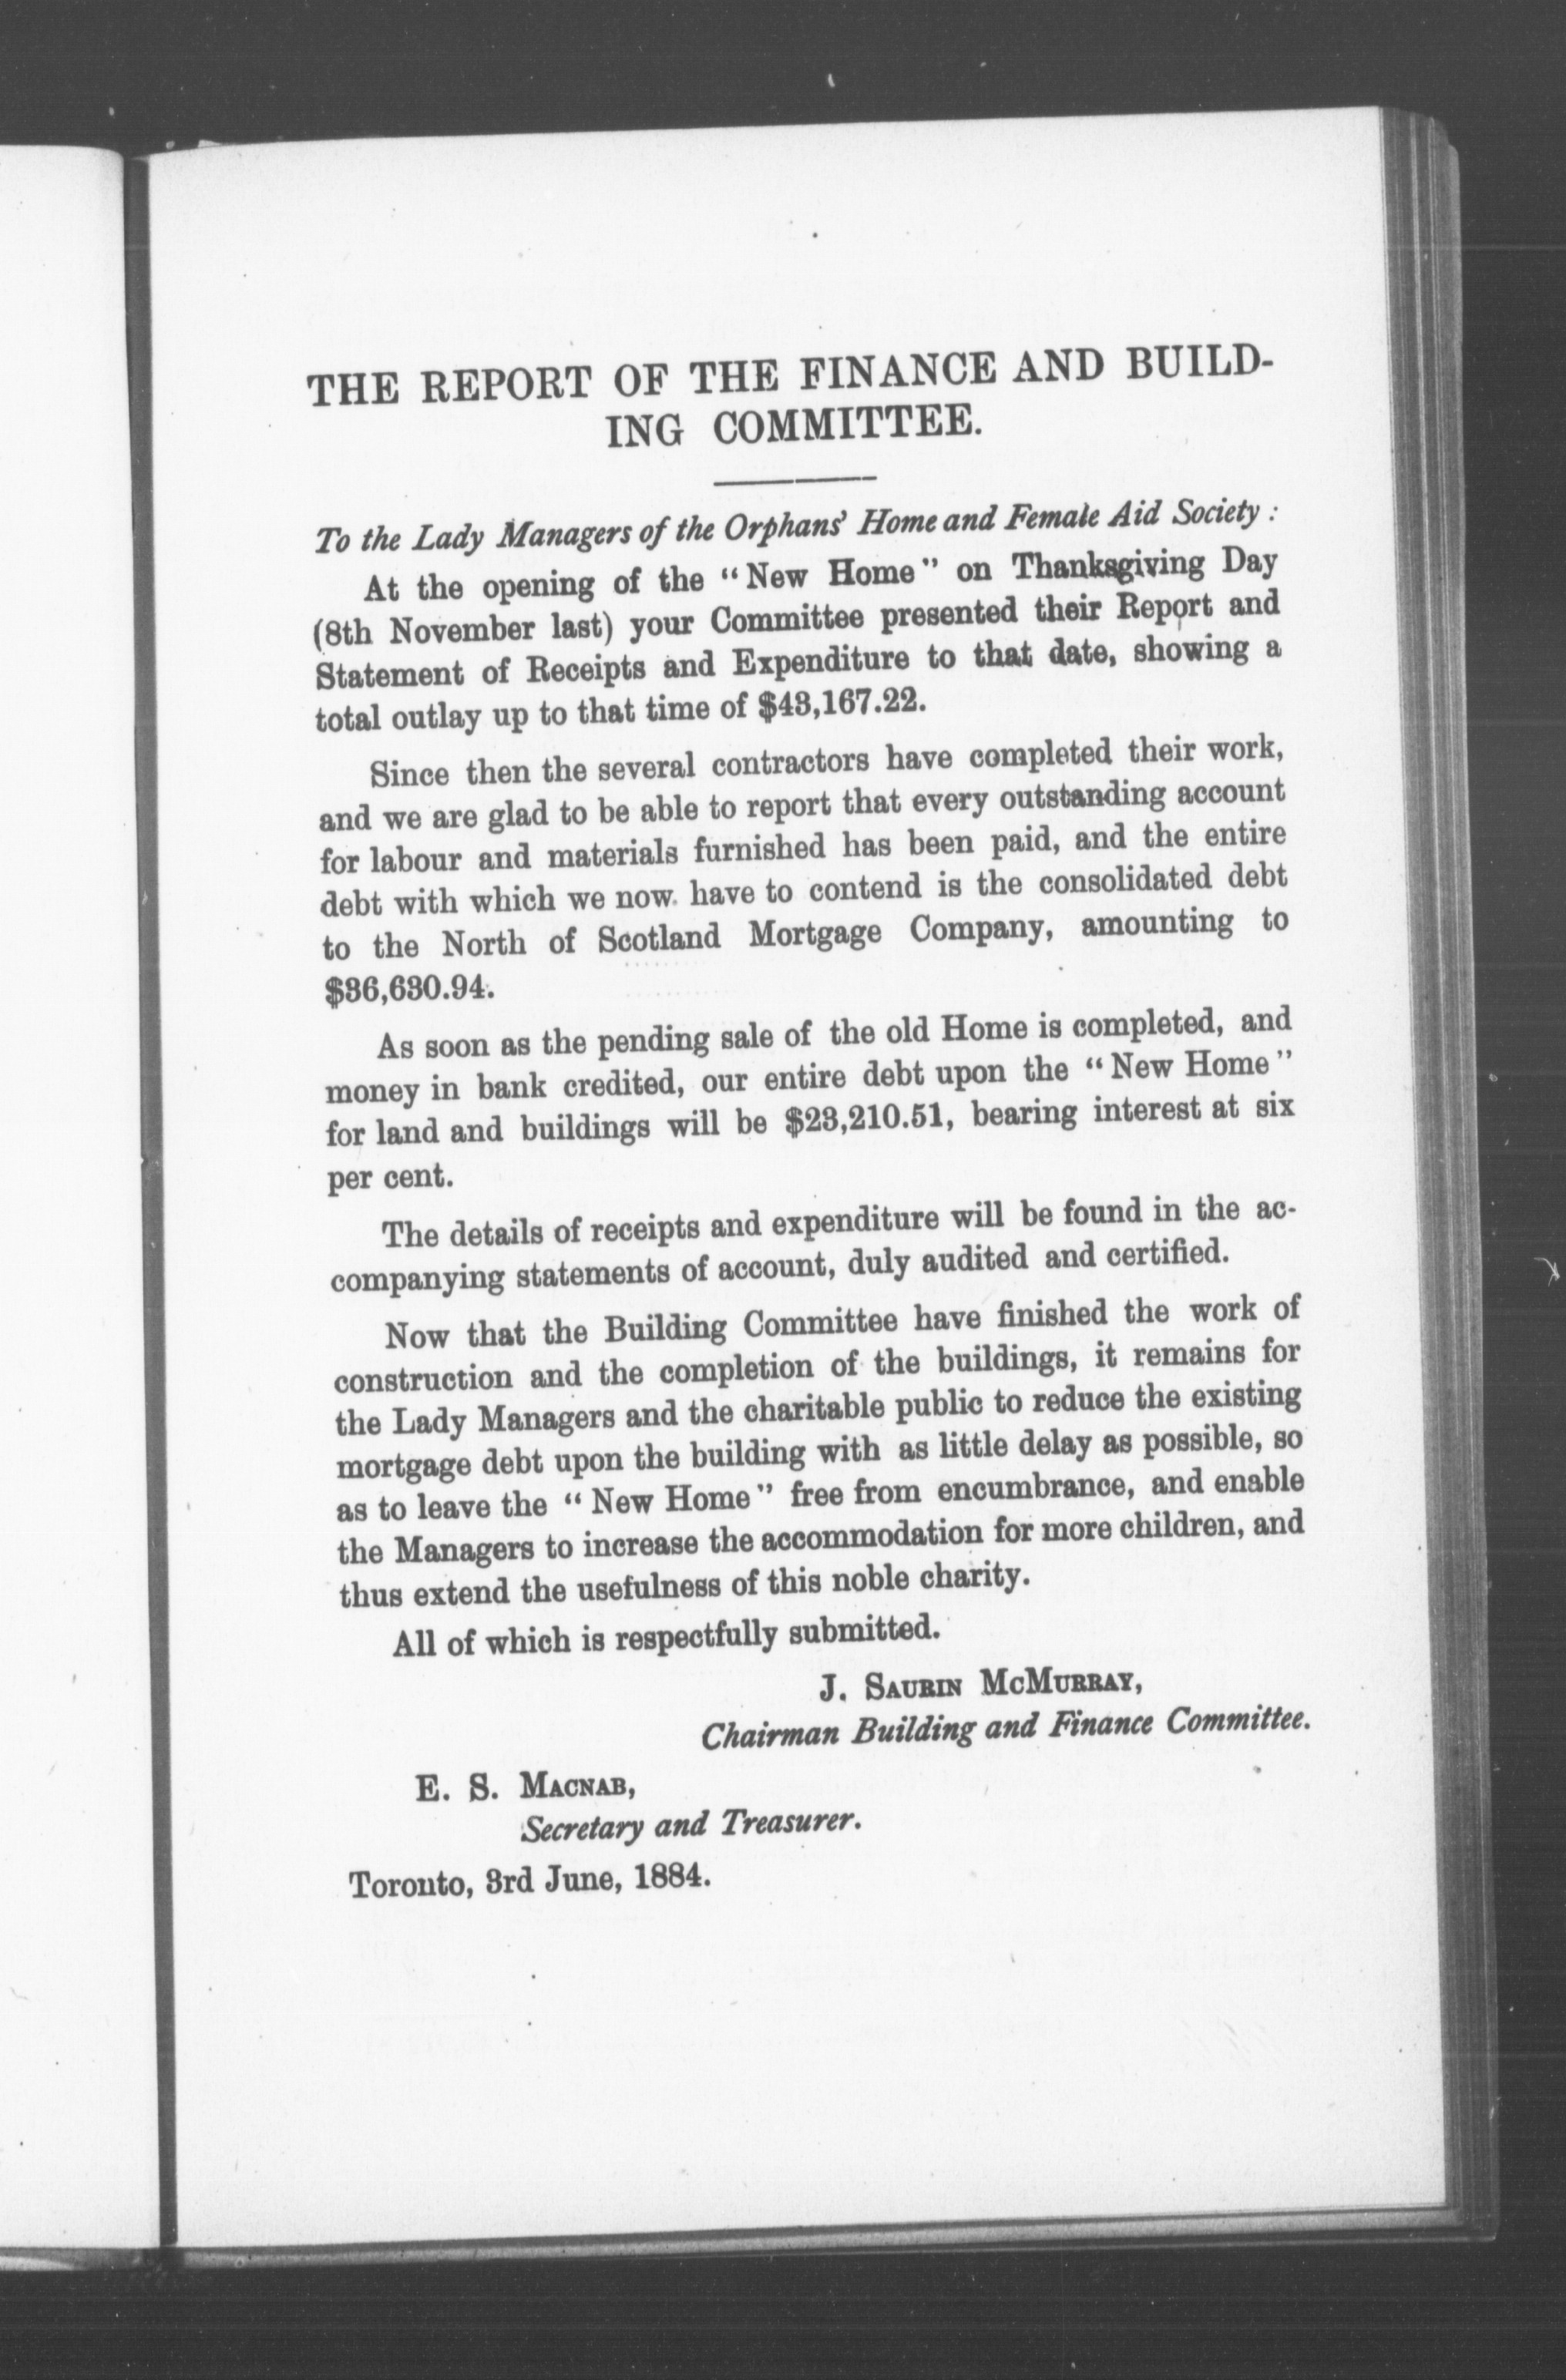 THE REPORT OF THE FINANCE AND BUILD-
ING COMMITTEE.
To the Lady Managers of the Orphans' Home and Female Aid Society :
At the opening of the "New Home" on Thanksgiving Day
(8th November last) your Committee presented their Report and
Statement of Receipts and Expenditure to that date, showing a
total outlay up to that time of $43,167.22.
Since then the several contractors have completed their work,
and we are glad to be able to report that every outstanding account
for labour and materials furnished has been paid, and the entire
debt with which we now have to contend is the consolidated debt
to the North of Scotland Mortgage Company, amounting to
$36,630.94.
As soon as the pending sale of the old Home is completed, and
money in bank credited, our entire debt upon the "New Home"
for land and buildings will be $23,210.51, bearing interest at six
per cent.
The details of receipts and expenditure will be found in the ac-
companying statements of account, duly audited and certified.
Now that the Building Committee have finished the work of
construction and the completion of the buildings, it remains for
the Lady Managers and the charitable public to reduce the existing
mortgage debt upon the building with as little delay as possible, so
as to leave the "New Home" free from encumbrance, and enable
the Managers to increase the accommodation for more children, and
thus extend the usefulness of this noble charity.
All of which is respectfully submitted.
J. SAURIN MCMURRAY,
Chairman Building and Finance Committee.
E. S. MACNAB,
Secretary and Treasurer.
Toronto, 3rd June, 1884.